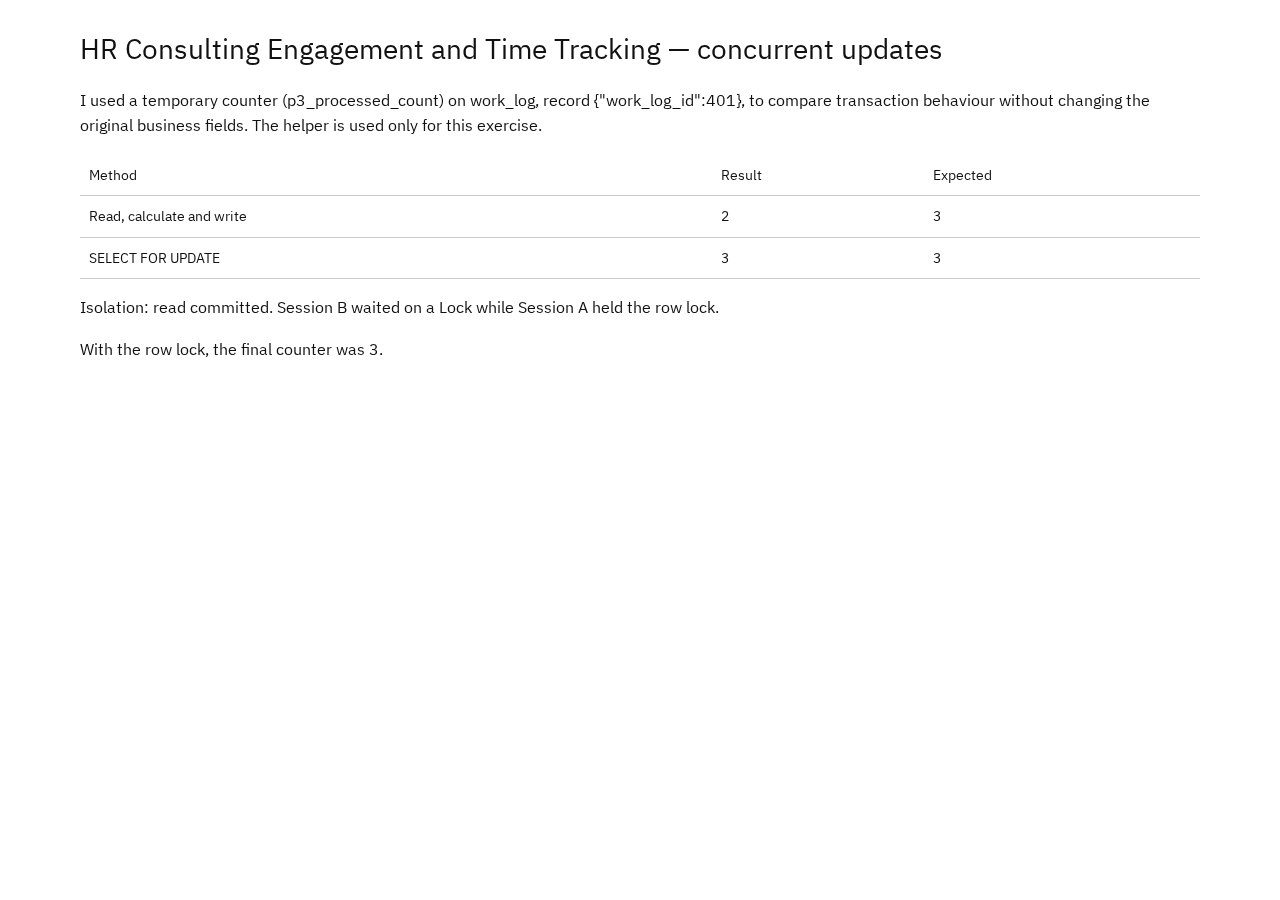 HR Consulting Engagement and Time Tracking — concurrent updates
I used a temporary counter (p3_processed_count) on work_log, record {"work_log_id":401}, to compare transaction behaviour without changing the
original business fields. The helper is used only for this exercise.
Method Result Expected
Read, calculate and write 2 3
SELECT FOR UPDATE 3 3
Isolation: read committed. Session B waited on a Lock while Session A held the row lock.
With the row lock, the final counter was 3.